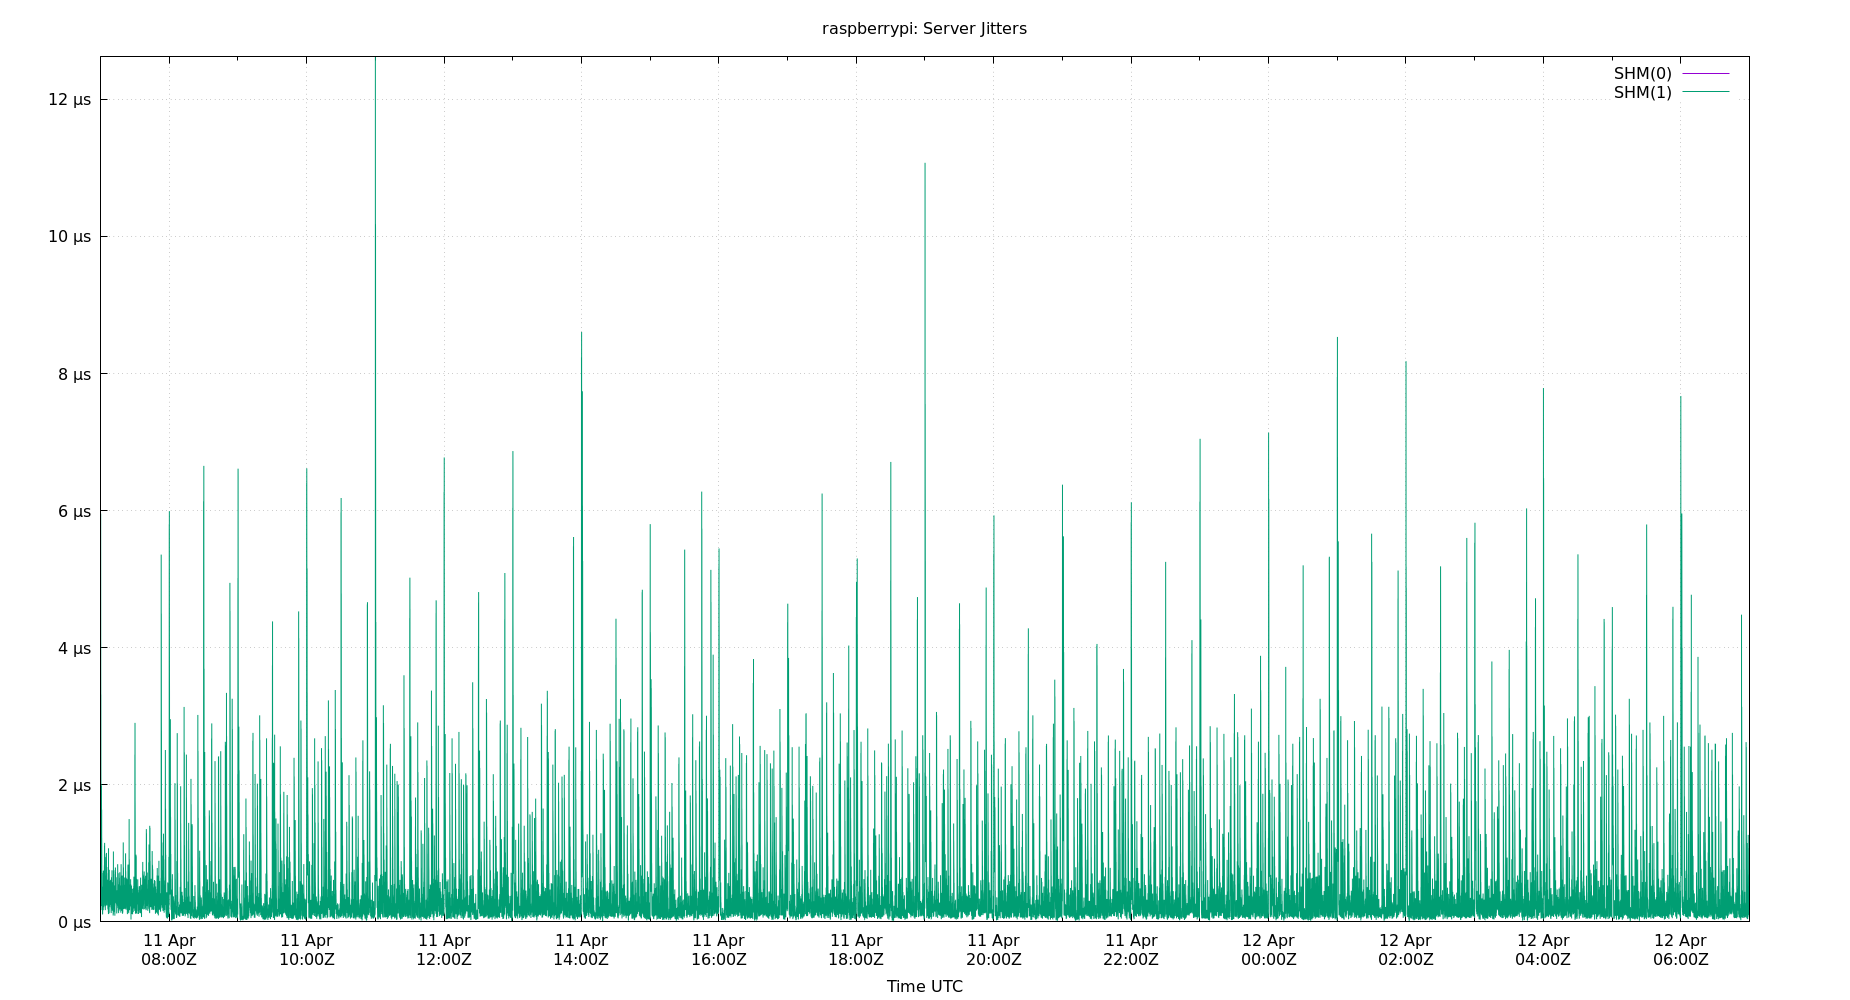 raspberrypi: Server Jitters
SHM(0)
SHM(1)
12 µs
10 µs
8 µs
6 µs
4 µs
2 µs
0 µs
11 Apr 11 Apr 11 Apr 11 Apr 11 Apr 11 Apr 11 Apr 11 Apr 12 Apr 12 Apr 12 Apr 12 Apr
08:00Z 10:00Z 12:00Z 14:00Z 16:00Z 18:00Z 20:00Z 22:00Z 00:00Z 02:00Z 04:00Z 06:00Z
Time UTC